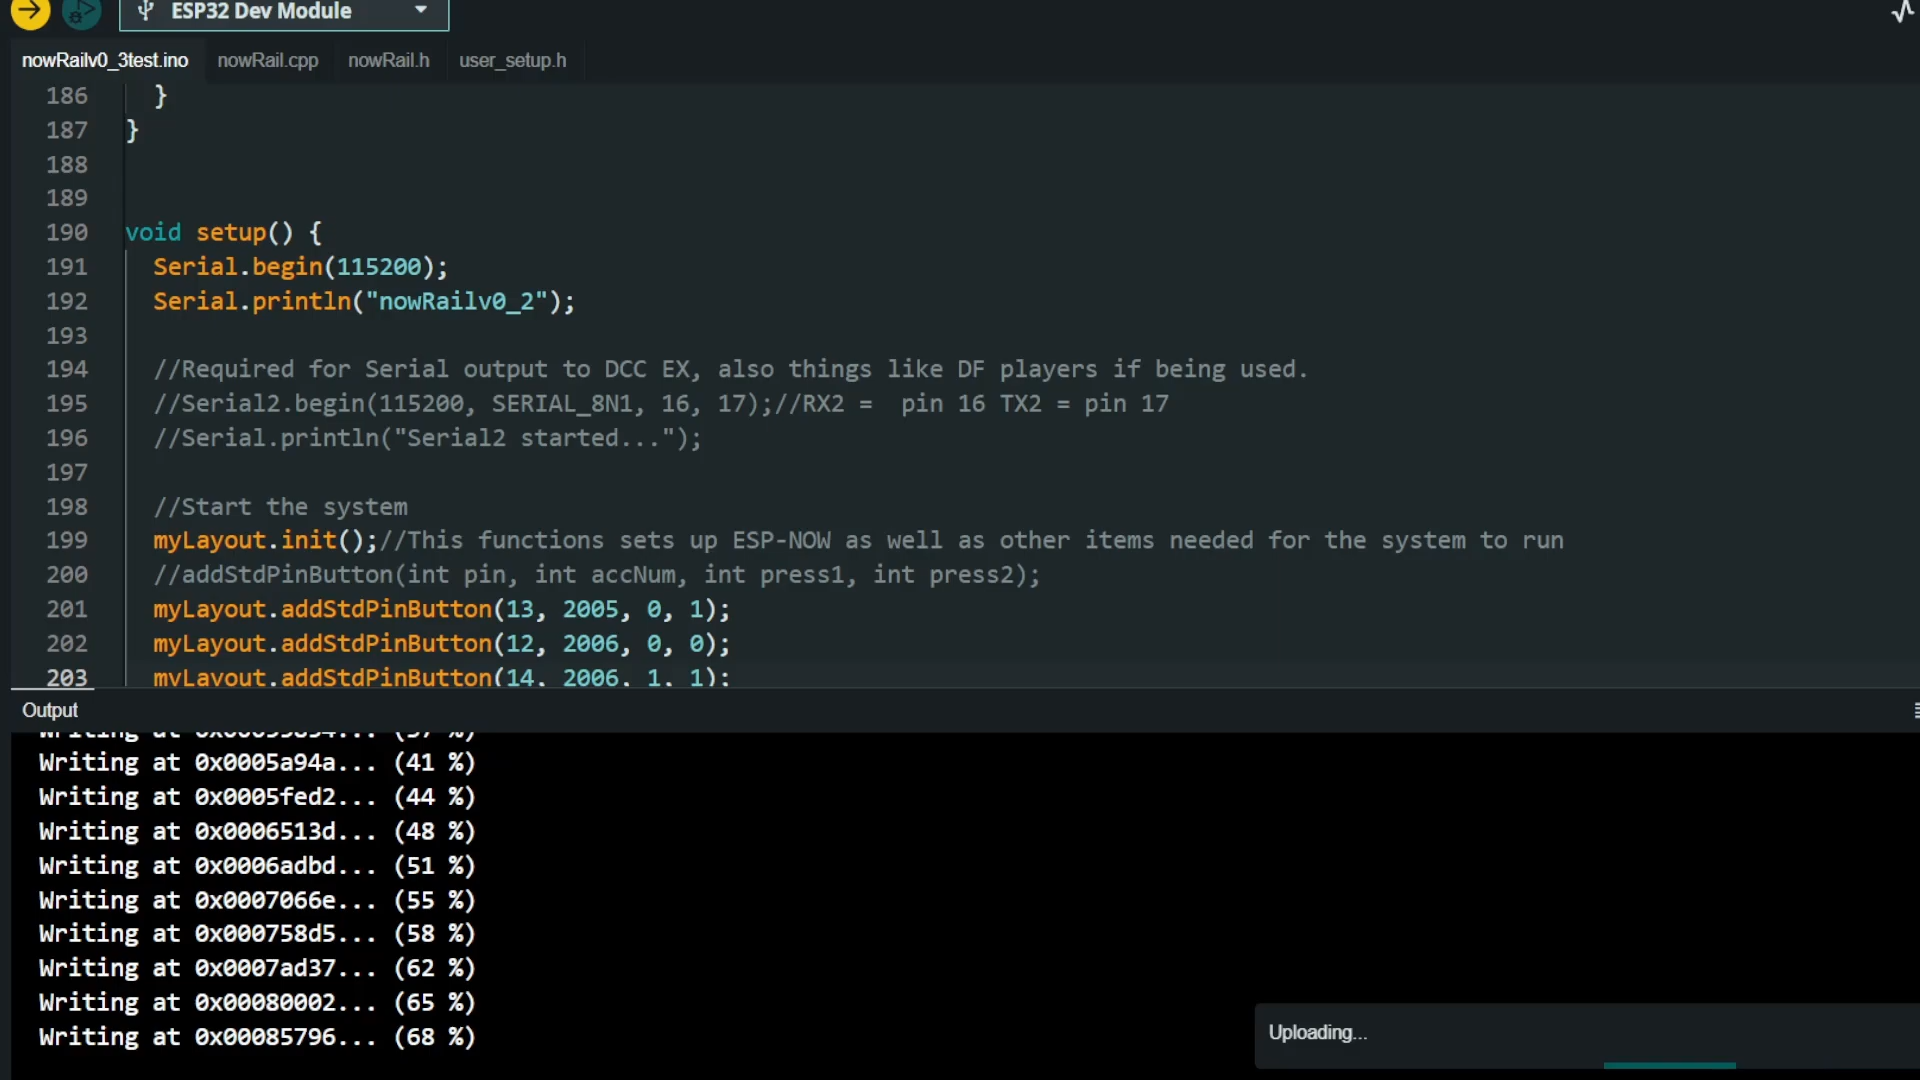 ESP32 Dev Module
nowRailv0_3test.ino nowRail.cpp nowRail.h user_setup.h
186 }
187 }
188
189
190 void setup() {
191 Serial.begin(115200);
192 Serial.println("nowRailv0_2");
193
194 //Required for Serial output to DCC EX, also things like DF players if being used.
195 //Serial2.begin(115200, SERIAL_8N1, 16, 17);//RX2 =  pin 16 TX2 = pin 17
196 //Serial.println("Serial2 started...");
197
198 //Start the system
199 myLayout.init();//This functions sets up ESP-NOW as well as other items needed for the system to run
200 //addStdPinButton(int pin, int accNum, int press1, int press2);
201 myLayout.addStdPinButton(13, 2005, 0, 1);
202 myLayout.addStdPinButton(12, 2006, 0, 0);
203 myLayout.addStdPinButton(14, 2006, 1, 1);
Output
Writing at
Writing at 0x0005a94a... (41 %)
Writing at 0x0005fed2... (44 %)
Writing at 0x0006513d... (48 %)
Writing at 0x0006adbd... (51 %)
Writing at 0x0007066e... (55 %)
Writing at 0x000758d5... (58 %)
Writing at 0x0007ad37... (62 %)
Writing at 0x00080002... (65 %)
Writing at 0x00085796... (68 %)
Uploading...